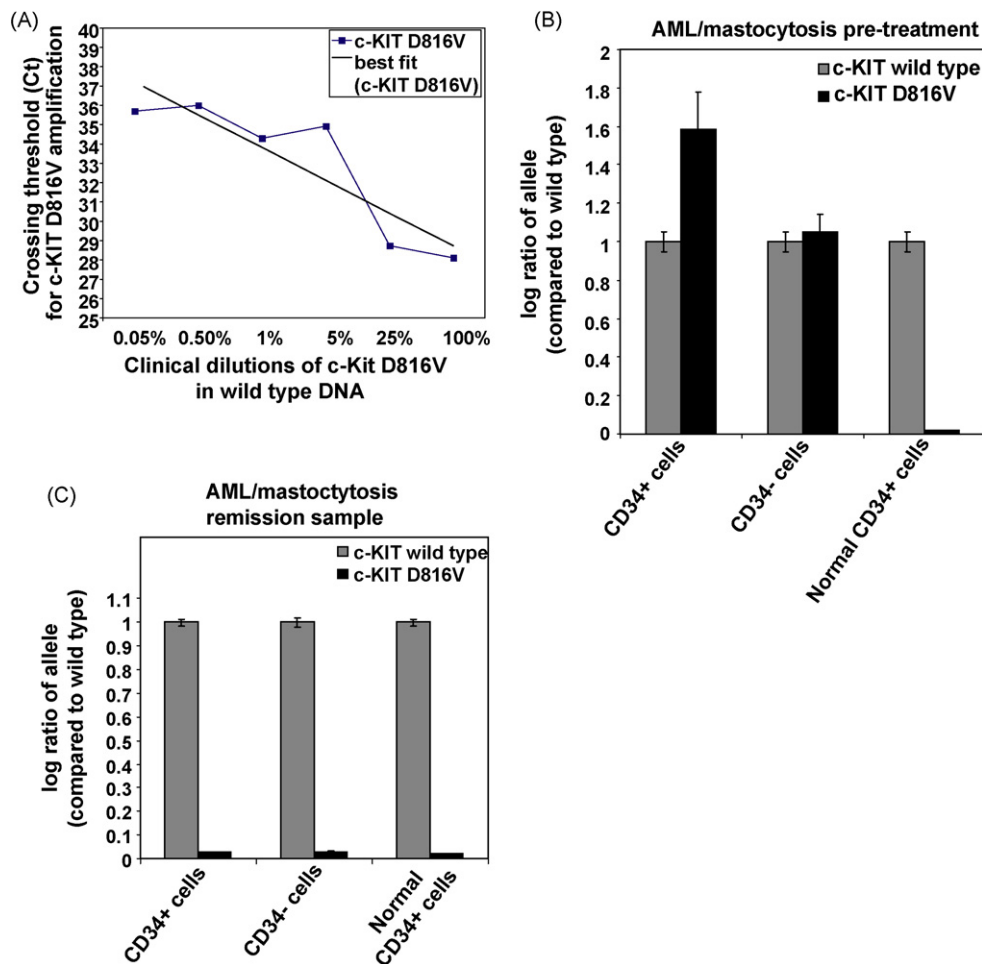 (A)
Crossing threshold (Ct)
for c-KIT D816V amplification
40
39
38
37
36
35
34
33
32
31
30
29
28
27
26
25
c-KIT D816V
best fit
(c-KIT D816V)
0.05% 0.50% 1% 5% 25% 100%
Clinical dilutions of c-Kit D816V
in wild type DNA
(B)
AML/mastocytosis pre-treatment
log ratio of allele
(compared to wild type)
2
1.8
1.6
1.4
1.2
1
0.8
0.6
0.4
0.2
0
c-KIT wild type
c-KIT D816V
CD34+ cells
CD34- cells
Normal CD34+ cells
(C)
AML/mastoctytosis
remission sample
log ratio of allele
(compared to wild type)
1.1
1
0.9
0.8
0.7
0.6
0.5
0.4
0.3
0.2
0.1
0
c-KIT wild type
c-KIT D816V
CD34+ cells
CD34- cells
Normal
CD34+ cells